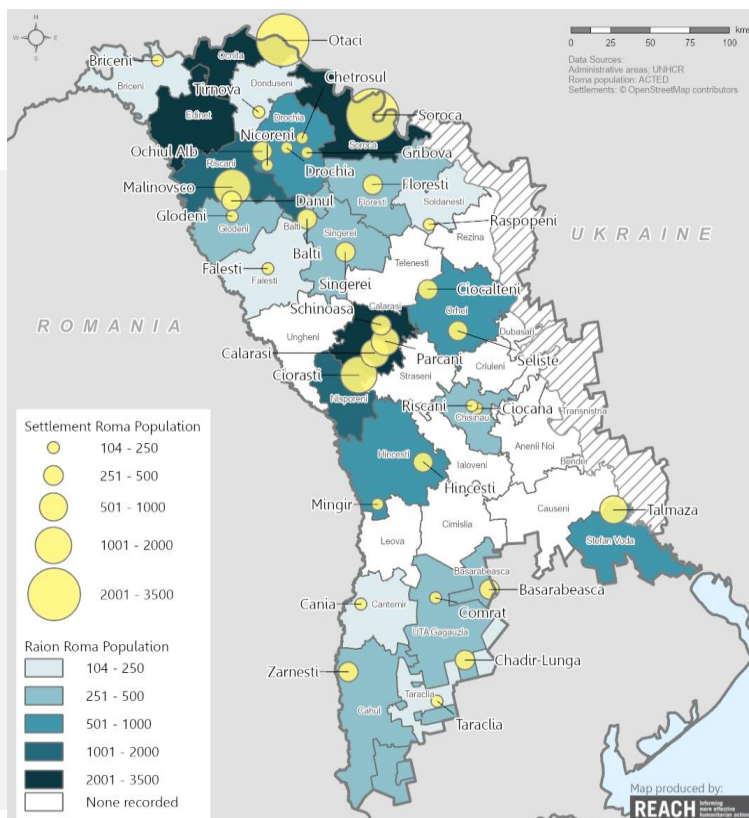 N
W
E
S
0
25
50
75
100
kms
Data Sources:
Administrative areas: UNHCR
Roma population: ACTED
Settlements: © OpenStreetMap contributors
Otaci
Ocnita
Briceni
Briceni
Chetrosul
Donduseni
Tirnova
Edinet
Drochia
Soroca
Soroca
Nicoreni
Ochiul Alb
Gribova
Riscani
Drochia
Malinovsco
Floresti
Danul
Floresti
Soldanesti
Glodeni
Glodeni
Balti
Raspopeni
Singerei
Rezina
UKRAINE
Balti
Falesti
Falesti
Telenesti
Singerei
Ciocalteni
Schinoasa
Calarasi
Orhei
ROMANIA
Ungheni
Dubasari
Parcani
Seliste
Calarasi
Criuleni
Ciorasti
Straseni
Nisporeni
Riscani
Ciocana
Chisinau
Transnistria
Anenii Noi
Hincesti
Ialoveni
Bender
Hincesti
Mingir
Talmaza
Causeni
Cimislia
Leova
Stefan Voda
Basarabeasca
Basarabeasca
Cania
Cantemir
Comrat
UTA Gagauzia
Zarnesti
Chadir-Lunga
Taraclia
Cahul
Taraclia
Settlement Roma Population
104 - 250
251 - 500
501 - 1000
1001 - 2000
2001 - 3500
Raion Roma Population
104 - 250
251 - 500
501 - 1000
1001 - 2000
2001 - 3500
None recorded
Map produced by:
REACH
Informing
more effective
humanitarian action